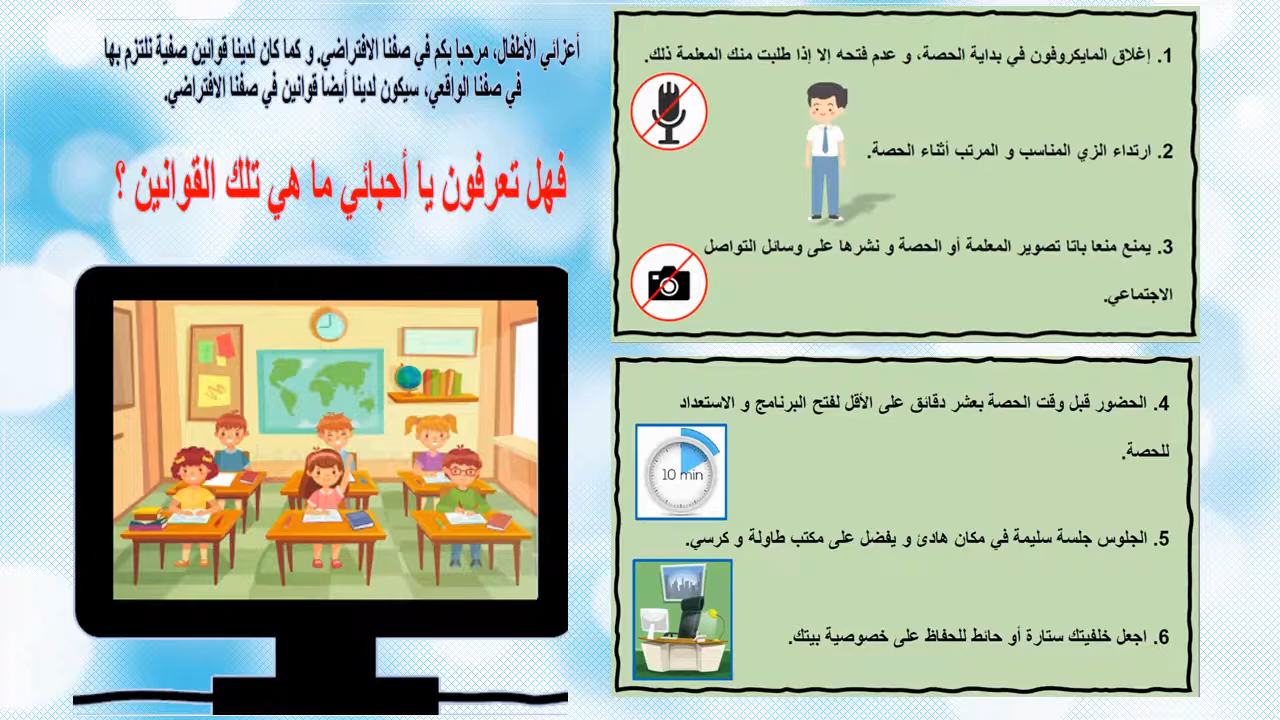 أعزائي الأطفال، مرحبا بكم في صفنا الافتراضي. و كما كان لدينا قوانين صفية نلتزم بها
في صفنا الواقعي، سيكون لدينا أيضا قوانين في صفنا الافتراضي.
فهل تعرفون يا أحبائي ما هي تلك القوانين ؟
1. إغلاق المايكروفون في بداية الحصة، و عدم فتحه إلا إذا طلبت منك المعلمة ذلك.
2. ارتداء الزي المناسب و المرتب أثناء الحصة.
3. يمنع منعا باتا تصوير المعلمة أو الحصة و نشرها على وسائل التواصل
الاجتماعي.
4. الحضور قبل وقت الحصة بعشر دقائق على الأقل لفتح البرنامج و الاستعداد
للحصة.
10 min
5. الجلوس جلسة سليمة في مكان هادئ و يفضل على مكتب طاولة و كرسي.
6. اجعل خلفيتك ستارة أو حائط للحفاظ على خصوصية بيتك.